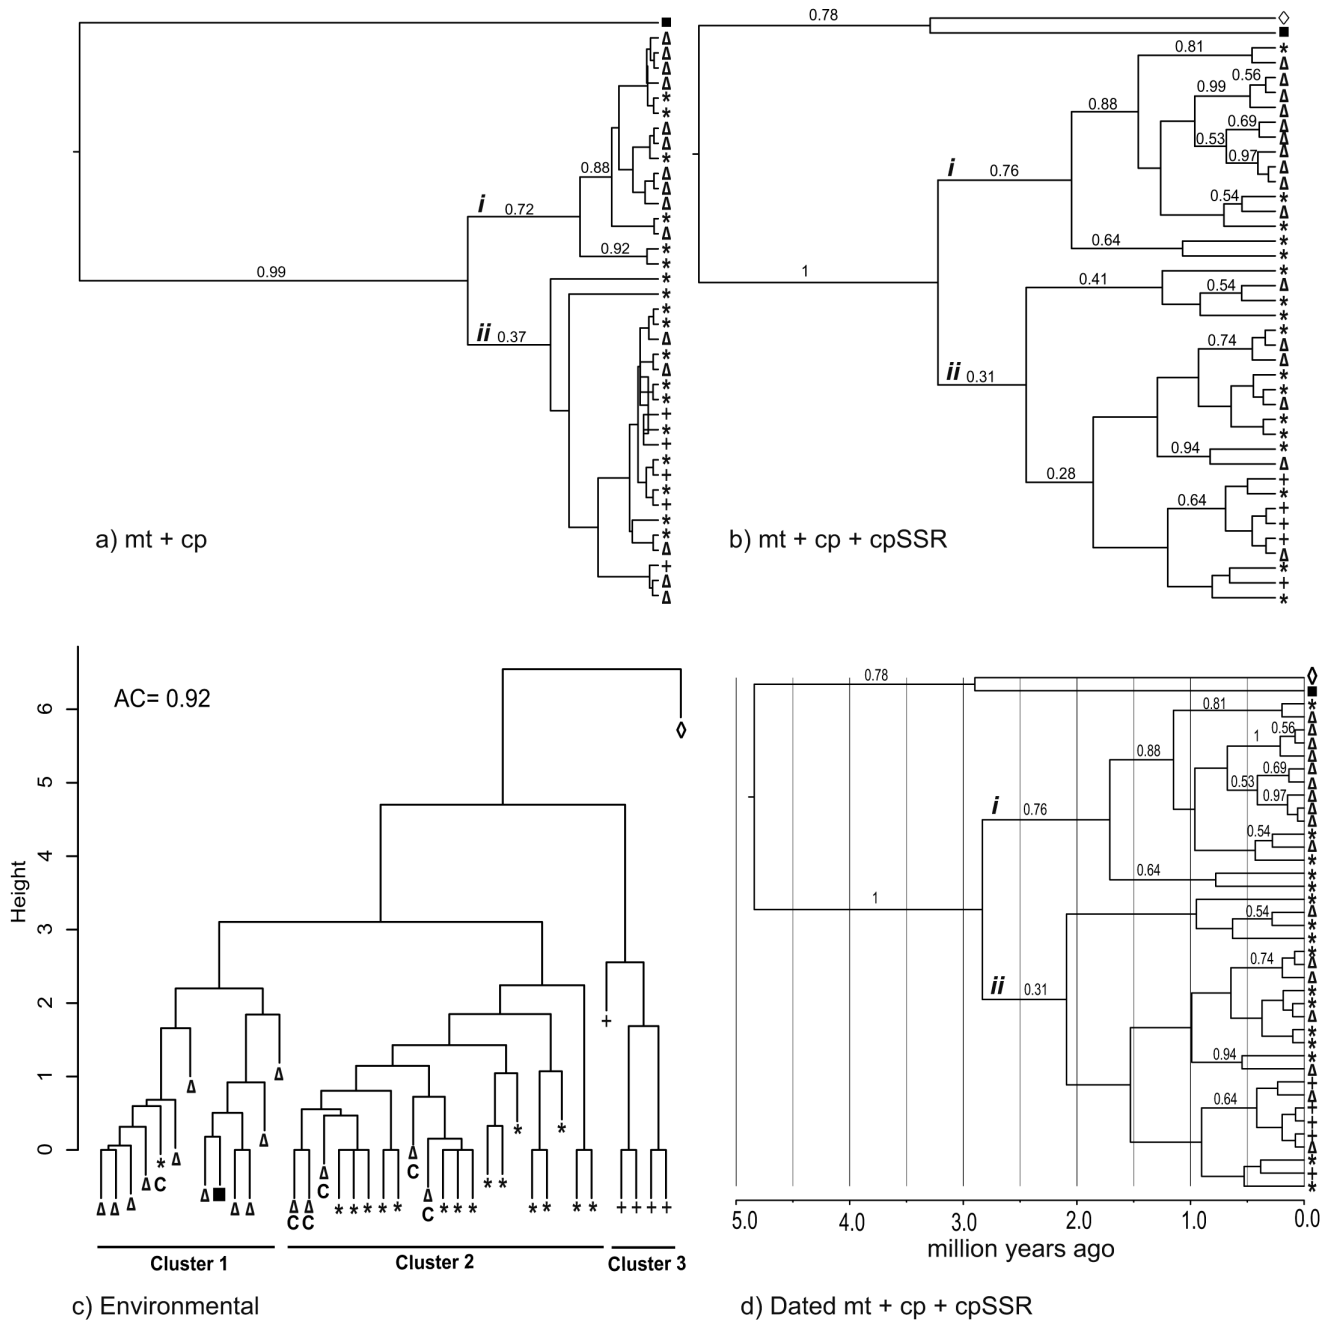 0.78
0.81
0.56
0.99
0.88
0.69
0.53
0.97
0.88
i
0.76
i
0.72
0.54
0.92
0.64
0.99
1
0.41
0.54
ii 0.37
0.74
ii 0.31
0.94
0.28
0.64
a) mt + cp
b) mt + cp + cpSSR
AC= 0.92
Height
6
5
4
3
2
1
0
C
C
C
C
C C
Cluster 1
Cluster 2
Cluster 3
c) Environmental
0.78
0.81
0.56
1
0.88
0.69
0.53
0.97
i
0.76
0.54
0.64
1
0.54
0.74
ii
0.31
0.94
0.64
5.0 4.0 3.0 2.0 1.0 0.0
million years ago
d) Dated mt + cp + cpSSR